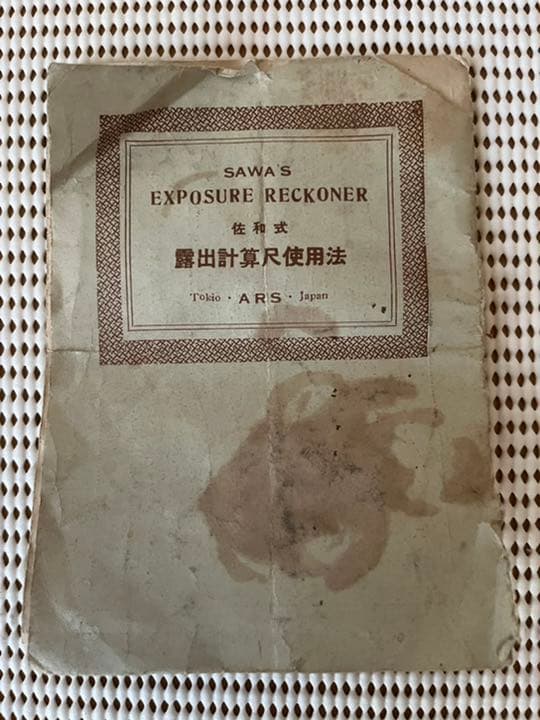 SAWA'S
EXPOSURE RECKONER
佐和式
露出計算尺使用法
Tokio · ARS · Japan